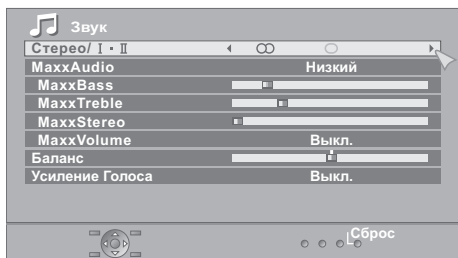 Звук
Стерео/ I · II
MaxxAudio Низкий
MaxxBass
MaxxTreble
MaxxStereo
MaxxVolume Выкл.
Баланс
Усиление Голоса Выкл.
Сброс